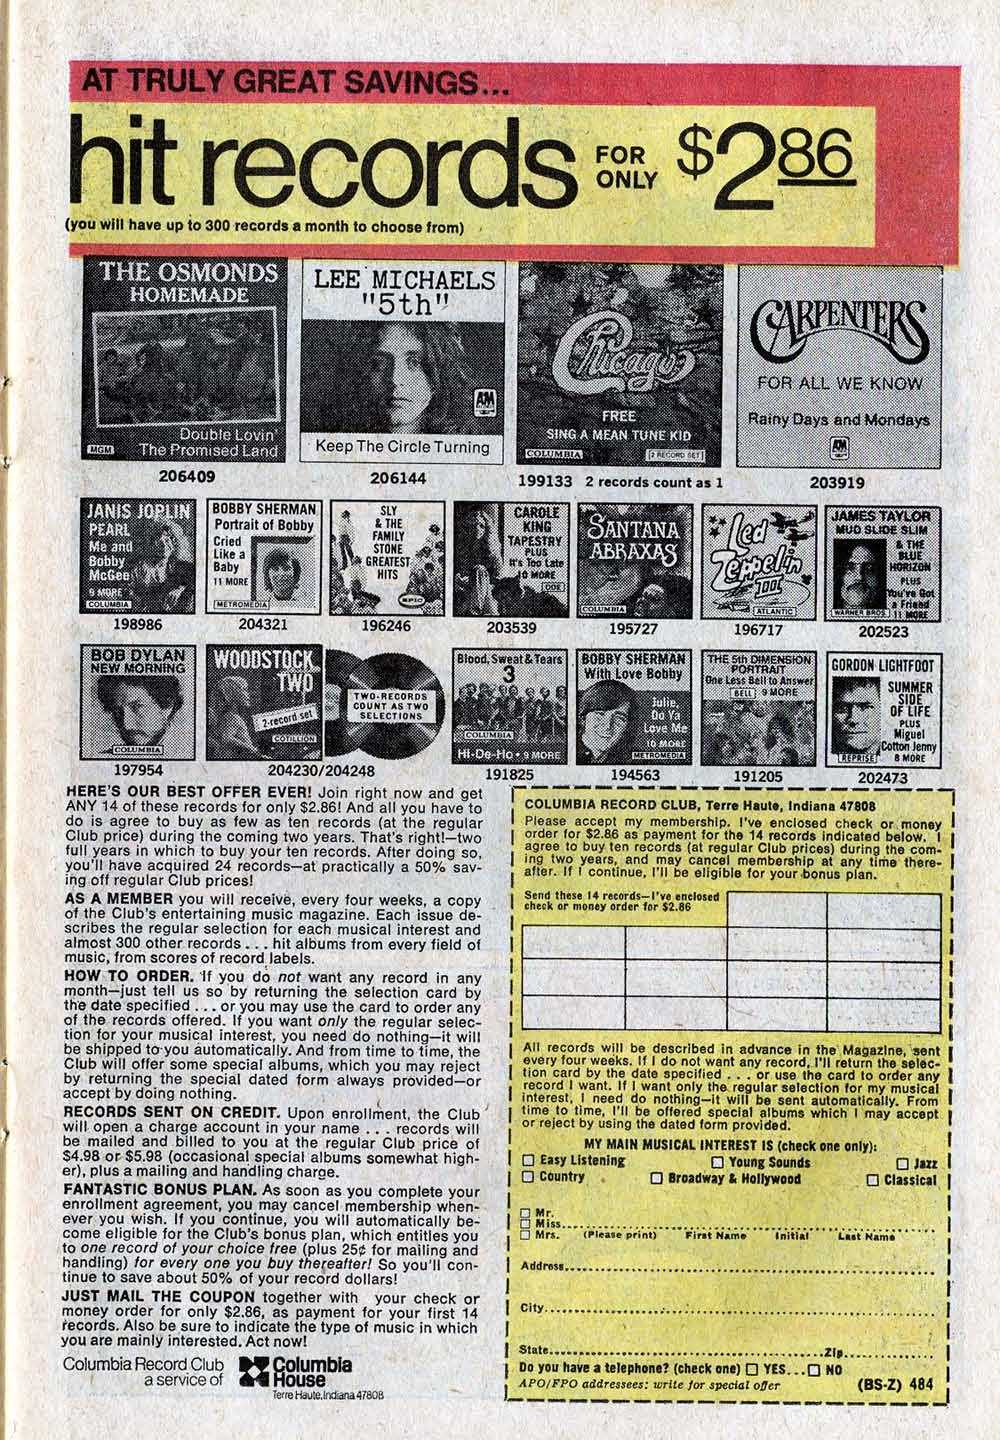 AT TRULY GREAT SAVINGS...
hit records FOR ONLY $2.86
(you will have up to 300 records a month to choose from)
THE OSMONDS
HOMEMADE
Double Lovin'
The Promised Land
MGM
206409
LEE MICHAELS
"5th"
A&M
Keep The Circle Turning
206144
Chicago
FREE
SING A MEAN TUNE KID
COLUMBIA
2 RECORD SET
199133 2 records count as 1
CARPENTERS
FOR ALL WE KNOW
Rainy Days and Mondays
A&M
203919
JANIS JOPLIN
PEARL
Me and
Bobby
McGee
9 MORE
COLUMBIA
198986
BOBBY SHERMAN
Portrait of Bobby
Cried
Like a
Baby
11 MORE
METROMEDIA
204321
SLY
& THE
FAMILY
STONE
GREATEST
HITS
EPIC
196246
CAROLE
KING
TAPESTRY
PLUS
It's Too Late
10 MORE
ODE
203539
SANTANA
ABRAXAS
COLUMBIA
195727
Led
Zeppelin
III
ATLANTIC
196717
JAMES TAYLOR
MUD SLIDE SLIM
& THE
BLUE
HORIZON
PLUS
You've Got
a Friend
11 MORE
WARNER BROS.
202523
BOB DYLAN
NEW MORNING
COLUMBIA
197954
WOODSTOCK
TWO
2-record set
COTILLION
TWO-RECORDS
COUNT AS TWO
SELECTIONS
204230/204248
Blood, Sweat & Tears
3
COLUMBIA
Hi-De-Ho • 9 MORE
191825
BOBBY SHERMAN
With Love Bobby
Julie,
Do Ya
Love Me
10 MORE
METROMEDIA
194563
THE 5th DIMENSION
PORTRAIT
One Less Bell to Answer
BELL 9 MORE
191205
GORDON LIGHTFOOT
SUMMER
SIDE
OF LIFE
PLUS
Miguel
Cotton Jenny
8 MORE
REPRISE
202473
HERE'S OUR BEST OFFER EVER! Join right now and get
ANY 14 of these records for only $2.86! And all you have to
do is agree to buy as few as ten records (at the regular
Club price) during the coming two years. That's right!—two
full years in which to buy your ten records. After doing so,
you'll have acquired 24 records—at practically a 50% sav-
ing off regular Club prices!
AS A MEMBER you will receive, every four weeks, a copy
of the Club's entertaining music magazine. Each issue de-
scribes the regular selection for each musical interest and
almost 300 other records . . . hit albums from every field of
music, from scores of record labels.
HOW TO ORDER. If you do not want any record in any
month—just tell us so by returning the selection card by
the date specified . . . or you may use the card to order any
of the records offered. If you want only the regular selec-
tion for your musical interest, you need do nothing—it will
be shipped to you automatically. And from time to time, the
Club will offer some special albums, which you may reject
by returning the special dated form always provided—or
accept by doing nothing.
RECORDS SENT ON CREDIT. Upon enrollment, the Club
will open a charge account in your name . . . records will
be mailed and billed to you at the regular Club price of
$4.98 or $5.98 (occasional special albums somewhat high-
er), plus a mailing and handling charge.
FANTASTIC BONUS PLAN. As soon as you complete your
enrollment agreement, you may cancel membership when-
ever you wish. If you continue, you will automatically be-
come eligible for the Club's bonus plan, which entitles you
to one record of your choice free (plus 25¢ for mailing and
handling) for every one you buy thereafter! So you'll con-
tinue to save about 50% of your record dollars!
JUST MAIL THE COUPON together with your check or
money order for only $2.86, as payment for your first 14
records. Also be sure to indicate the type of music in which
you are mainly interested. Act now!
Columbia Record Club
a service of
Columbia
House
Terre Haute, Indiana 47808
COLUMBIA RECORD CLUB, Terre Haute, Indiana 47808
Please accept my membership. I've enclosed check or money
order for $2.86 as payment for the 14 records indicated below. I
agree to buy ten records (at regular Club prices) during the com-
ing two years, and may cancel membership at any time there-
after. If I continue, I'll be eligible for your bonus plan.
Send these 14 records—I've enclosed
check or money order for $2.86
All records will be described in advance in the Magazine, sent
every four weeks. If I do not want any record, I'll return the selec-
tion card by the date specified . . . or use the card to order any
record I want. If I want only the regular selection for my musical
interest, I need do nothing—it will be sent automatically. From
time to time, I'll be offered special albums which I may accept
or reject by using the dated form provided.
MY MAIN MUSICAL INTEREST IS (check one only):
□ Easy Listening □ Young Sounds □ Jazz
□ Country □ Broadway & Hollywood □ Classical
□ Mr.
□ Miss
□ Mrs. (Please print) First Name Initial Last Name
Address
City
State Zip
Do you have a telephone? (check one) □ YES...□ NO
APO/FPO addressees: write for special offer (BS-Z) 484